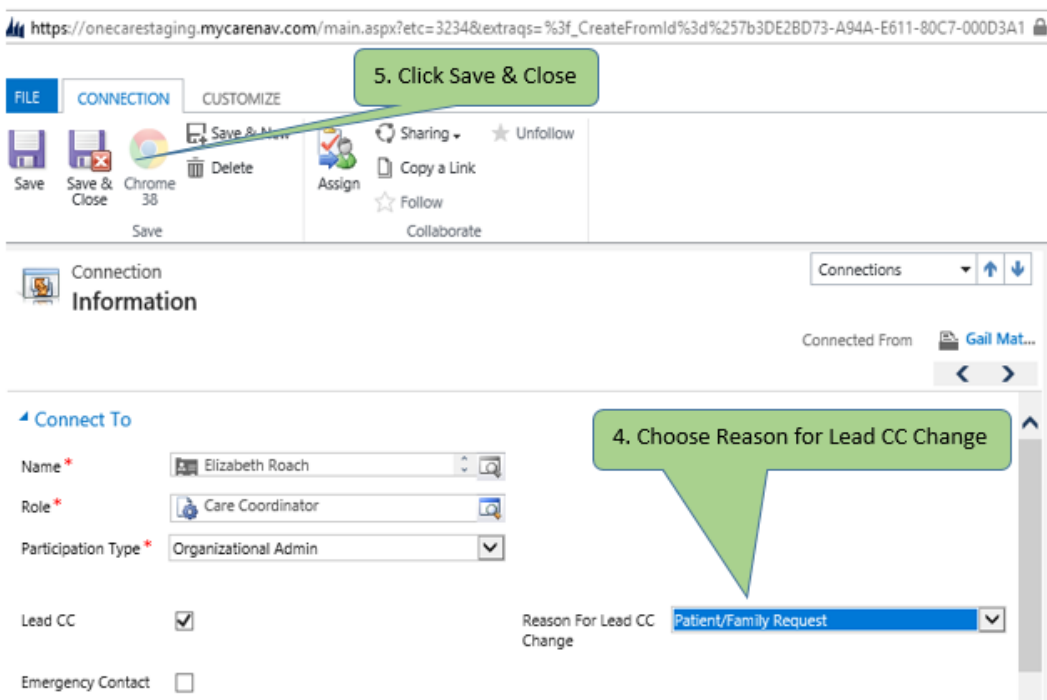 https://onecarestaging.mycarenav.com/main.aspx?etc=3234&extraqs=%3f_CreateFromId%3d%257b3DE2BD73-A94A-E611-80C7-000D3A1
5. Click Save & Close
FILE CONNECTION CUSTOMIZE
Save
Save & Close
Chrome 38
Save & New
Delete
Assign
Sharing
Copy a Link
Follow
Unfollow
Save
Collaborate
Connection
Information
Connections
Connected From Gail Mat...
Connect To
4. Choose Reason for Lead CC Change
Name* Elizabeth Roach
Role* Care Coordinator
Participation Type* Organizational Admin
Lead CC
Reason For Lead CC Change
Patient/Family Request
Emergency Contact